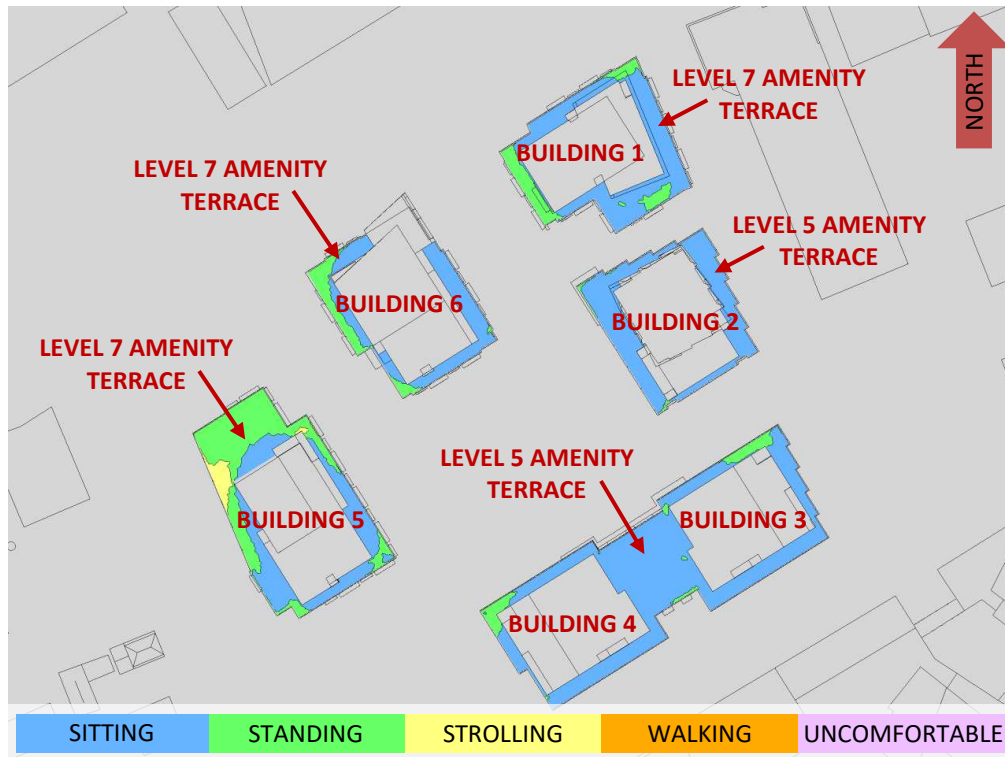 NORTH
LEVEL 7 AMENITY
TERRACE
BUILDING 1
LEVEL 7 AMENITY
TERRACE
LEVEL 5 AMENITY
TERRACE
BUILDING 6
BUILDING 2
LEVEL 7 AMENITY
TERRACE
LEVEL 5 AMENITY
TERRACE
BUILDING 5
BUILDING 3
BUILDING 4
SITTING
STANDING
STROLLING
WALKING
UNCOMFORTABLE